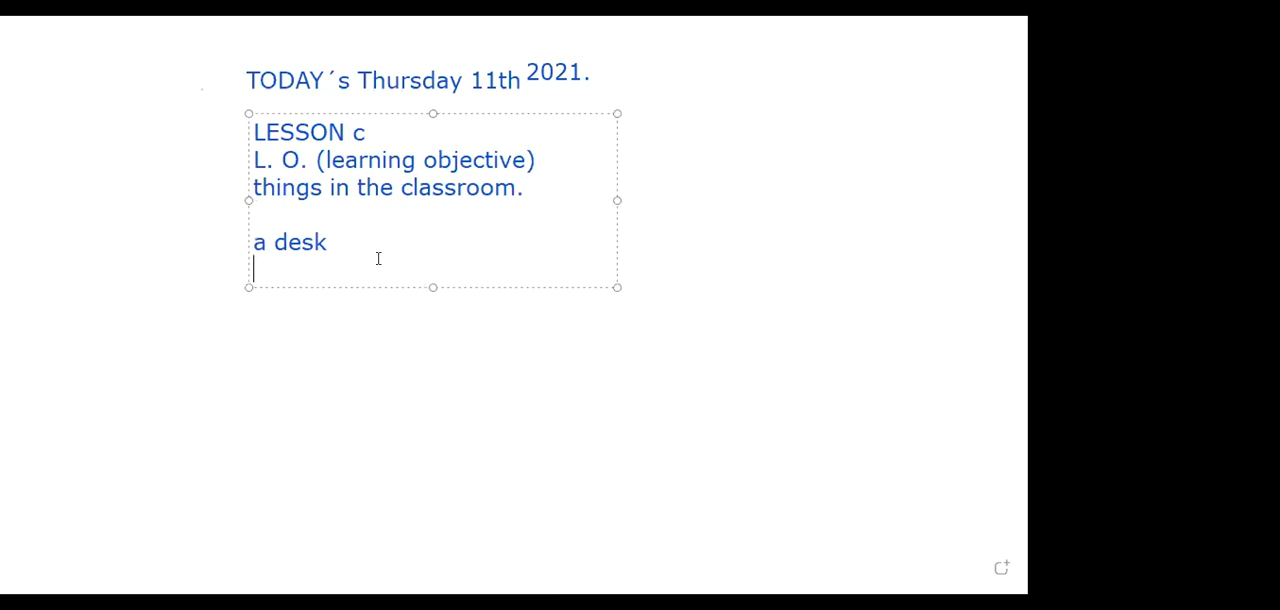 TODAY´s Thursday 11th 2021.
LESSON c
L. O. (learning objective)
things in the classroom.
a desk